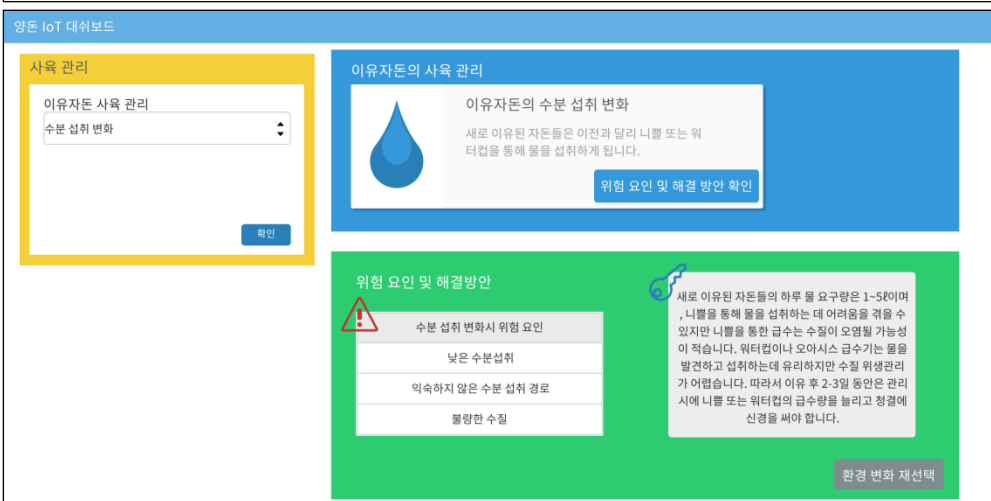 양돈 IoT 대쉬보드
사육 관리
이유자돈 사육 관리
수분 섭취 변화
확인
이유자돈의 사육 관리
이유자돈의 수분 섭취 변화
새로 이유된 자돈들은 이전과 달리 니쁠 또는 워
터컵을 통해 물을 섭취하게 됩니다.
위험 요인 및 해결 방안 확인
위험 요인 및 해결방안
수분 섭취 변화시 위험 요인
낮은 수분섭취
익숙하지 않은 수분 섭취 경로
불량한 수질
새로 이유된 자돈들의 하루 물 요구량은 1~5ℓ이며
, 니쁠을 통해 물을 섭취하는 데 어려움을 겪을 수
있지만 니쁠을 통한 급수는 수질이 오염될 가능성
이 적습니다. 워터컵이나 오아시스 급수기는 물을
발견하고 섭취하는데 유리하지만 수질 위생관리
가 어렵습니다. 따라서 이유 후 2-3일 동안은 관리
시에 니쁠 또는 워터컵의 급수량을 늘리고 청결에
신경을 써야 합니다.
환경 변화 재선택